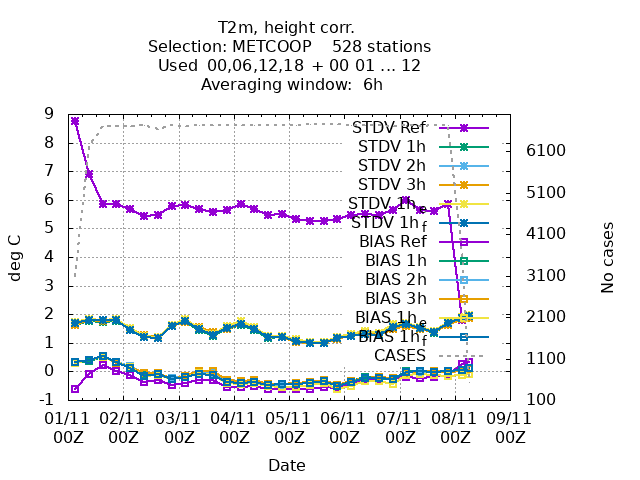 T2m, height corr.
Selection: METCOOP 528 stations
Used 00,06,12,18 + 00 01 ... 12
Averaging window: 6h
deg C
9
8
7
6
5
4
3
2
1
0
-1
STDV Ref
STDV 1h
STDV 2h
STDV 3h
STDV 1h_e
STDV 1h_f
BIAS Ref
BIAS 1h
BIAS 2h
BIAS 3h
BIAS 1h_e
BIAS 1h_f
CASES
6100
5100
4100
3100
2100
1100
100
No cases
01/11 02/11 03/11 04/11 05/11 06/11 07/11 08/11 09/11
00Z 00Z 00Z 00Z 00Z 00Z 00Z 00Z 00Z
Date